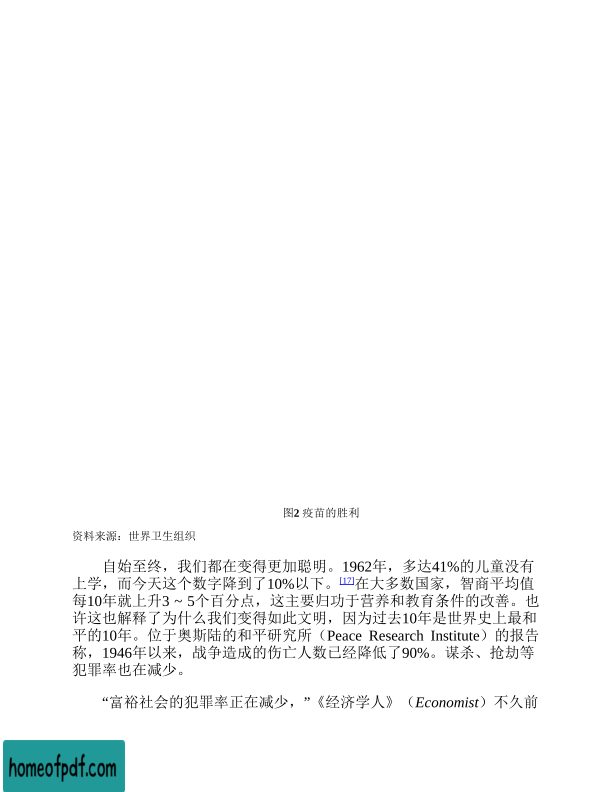 图2 疫苗的胜利
资料来源：世界卫生组织
自始至终，我们都在变得更加聪明。1962年，多达41%的儿童没有
上学，而今天这个数字降到了10%以下。[17]在大多数国家，智商平均值
每10年就上升3 ~ 5个百分点，这主要归功于营养和教育条件的改善。也
许这也解释了为什么我们变得如此文明，因为过去10年是世界史上最和
平的10年。位于奥斯陆的和平研究所（Peace Research Institute）的报告
称，1946年以来，战争造成的伤亡人数已经降低了90%。谋杀、抢劫等
犯罪率也在减少。
“富裕社会的犯罪率正在减少，”《经济学人》（Economist）不久前
homeofpdf.com